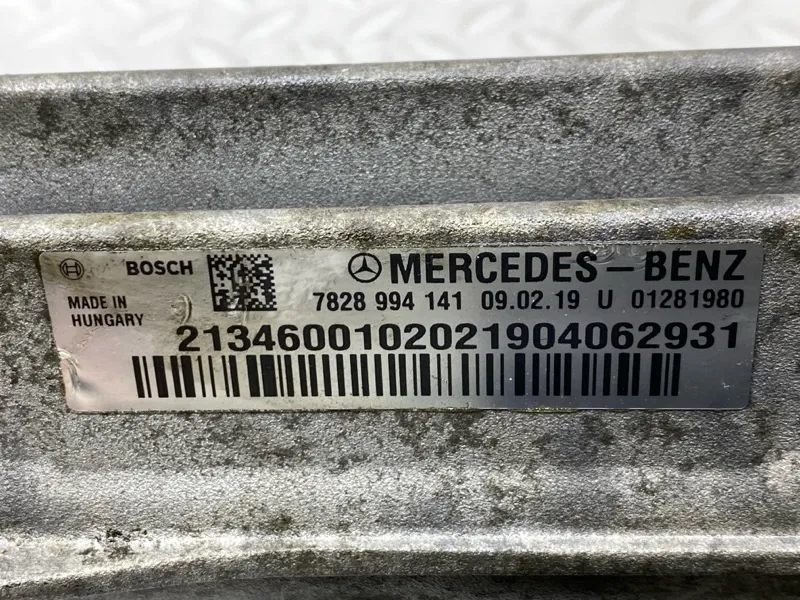 BOSCH
MERCEDES-BENZ
MADE IN
HUNGARY
7828 994 141 09.02.19 U 01281980
2134600102021904062931